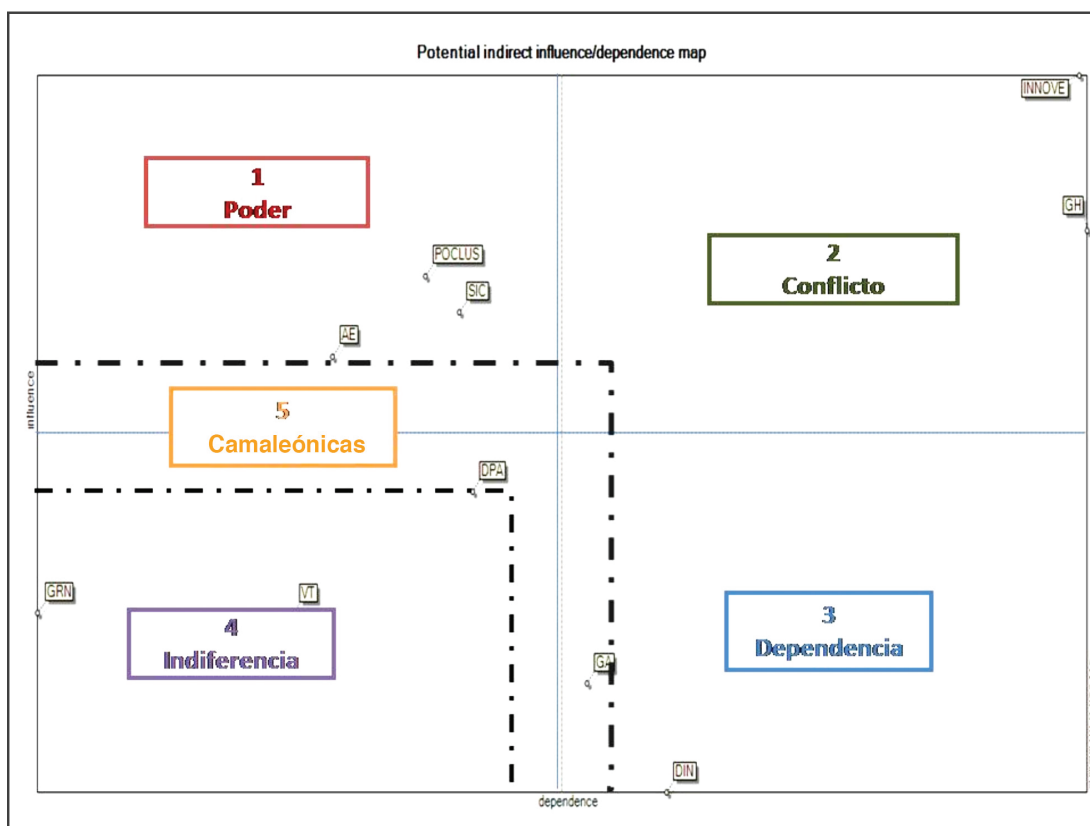 Potential indirect influence/dependence map
INNOVE
1
Poder
GH
2
Conflicto
POCLUS
SIC
AE
influence
5
Camaleónicas
DPA
GRN
VT
4
Indiferencia
3
Dependencia
GA
DIN
dependence